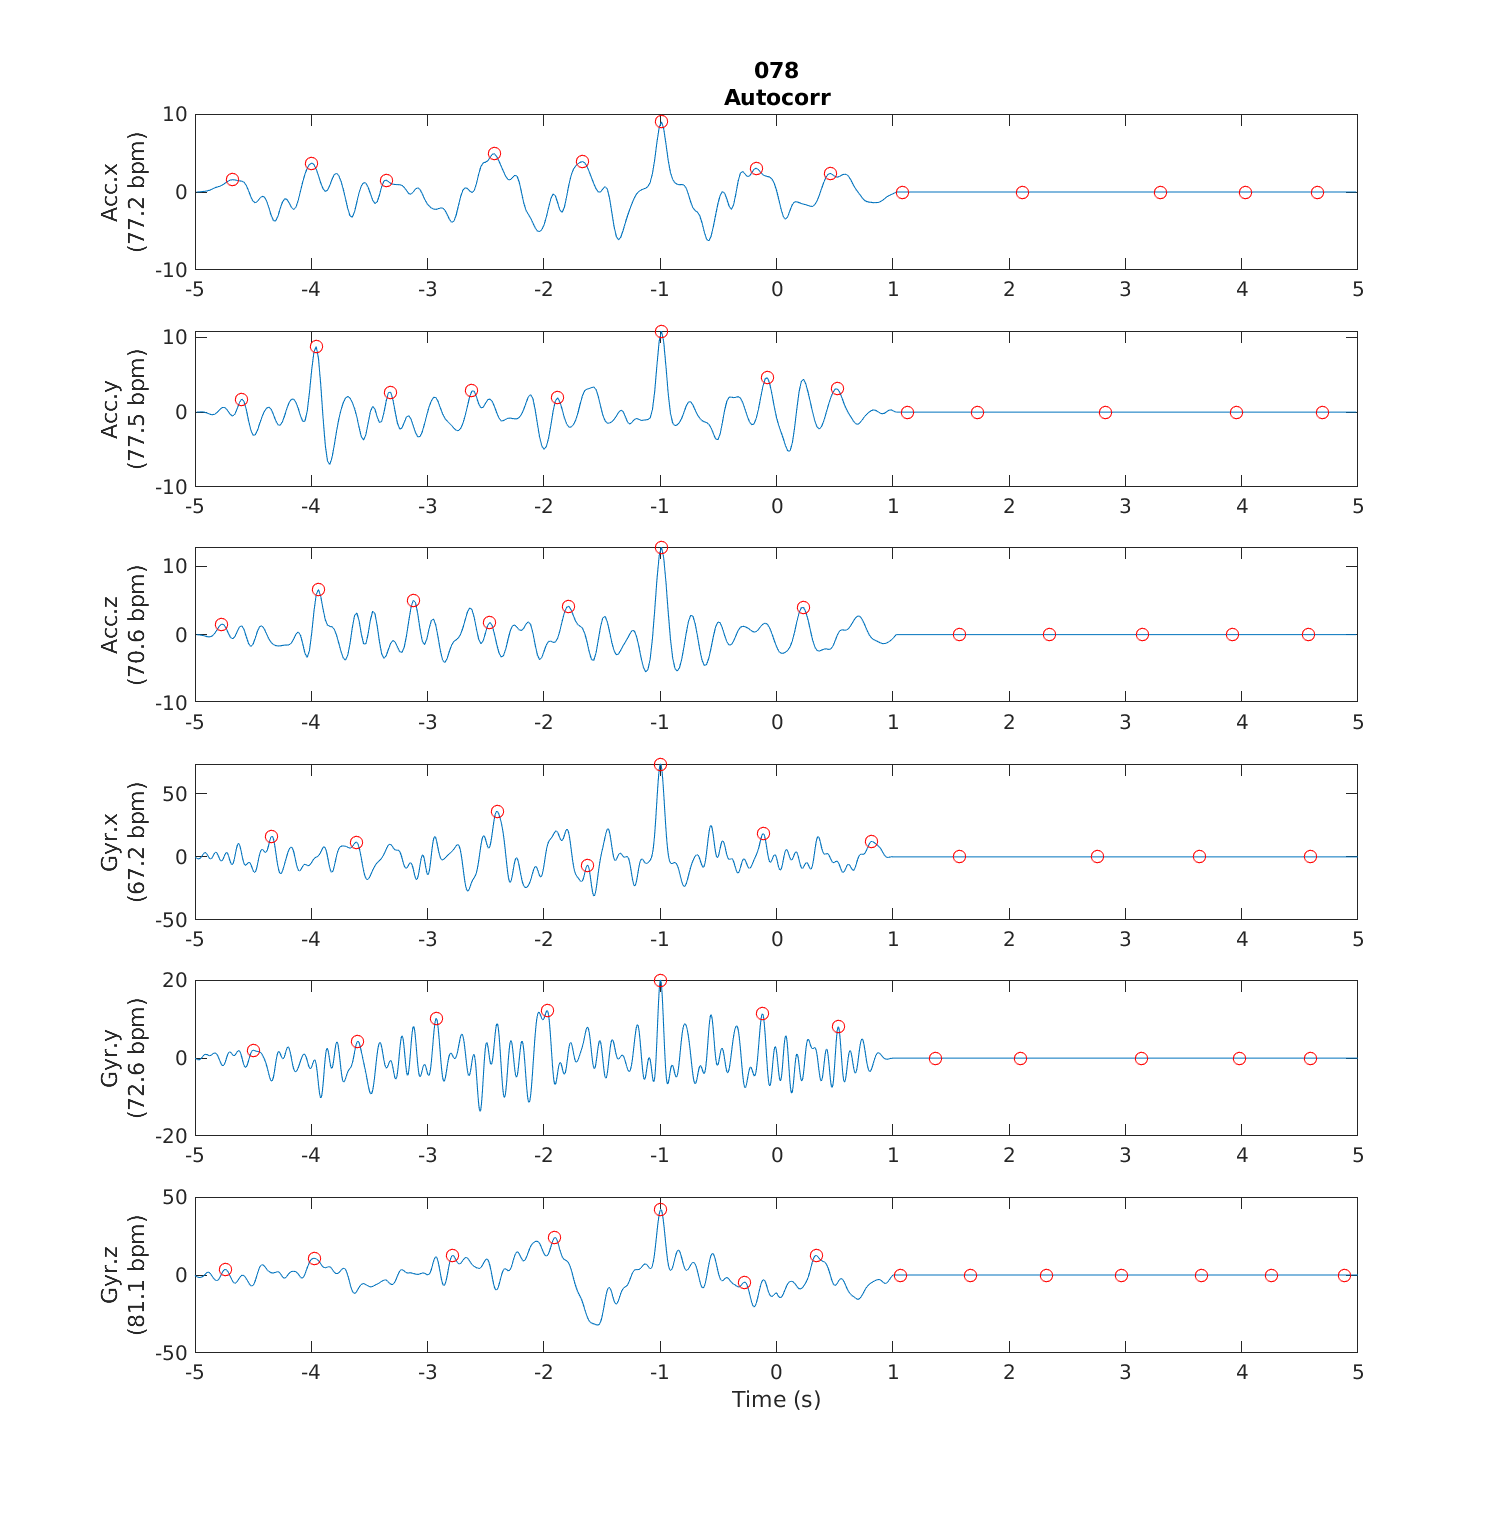 078
Autocorr
Acc.x
(77.2 bpm)
10
0
-10
-5 -4 -3 -2 -1 0 1 2 3 4 5
Acc.y
(77.5 bpm)
10
0
-10
-5 -4 -3 -2 -1 0 1 2 3 4 5
Acc.z
(70.6 bpm)
10
0
-10
-5 -4 -3 -2 -1 0 1 2 3 4 5
Gyr.x
(67.2 bpm)
50
0
-50
-5 -4 -3 -2 -1 0 1 2 3 4 5
Gyr.y
(72.6 bpm)
20
0
-20
-5 -4 -3 -2 -1 0 1 2 3 4 5
Gyr.z
(81.1 bpm)
50
0
-50
-5 -4 -3 -2 -1 0 1 2 3 4 5
Time (s)